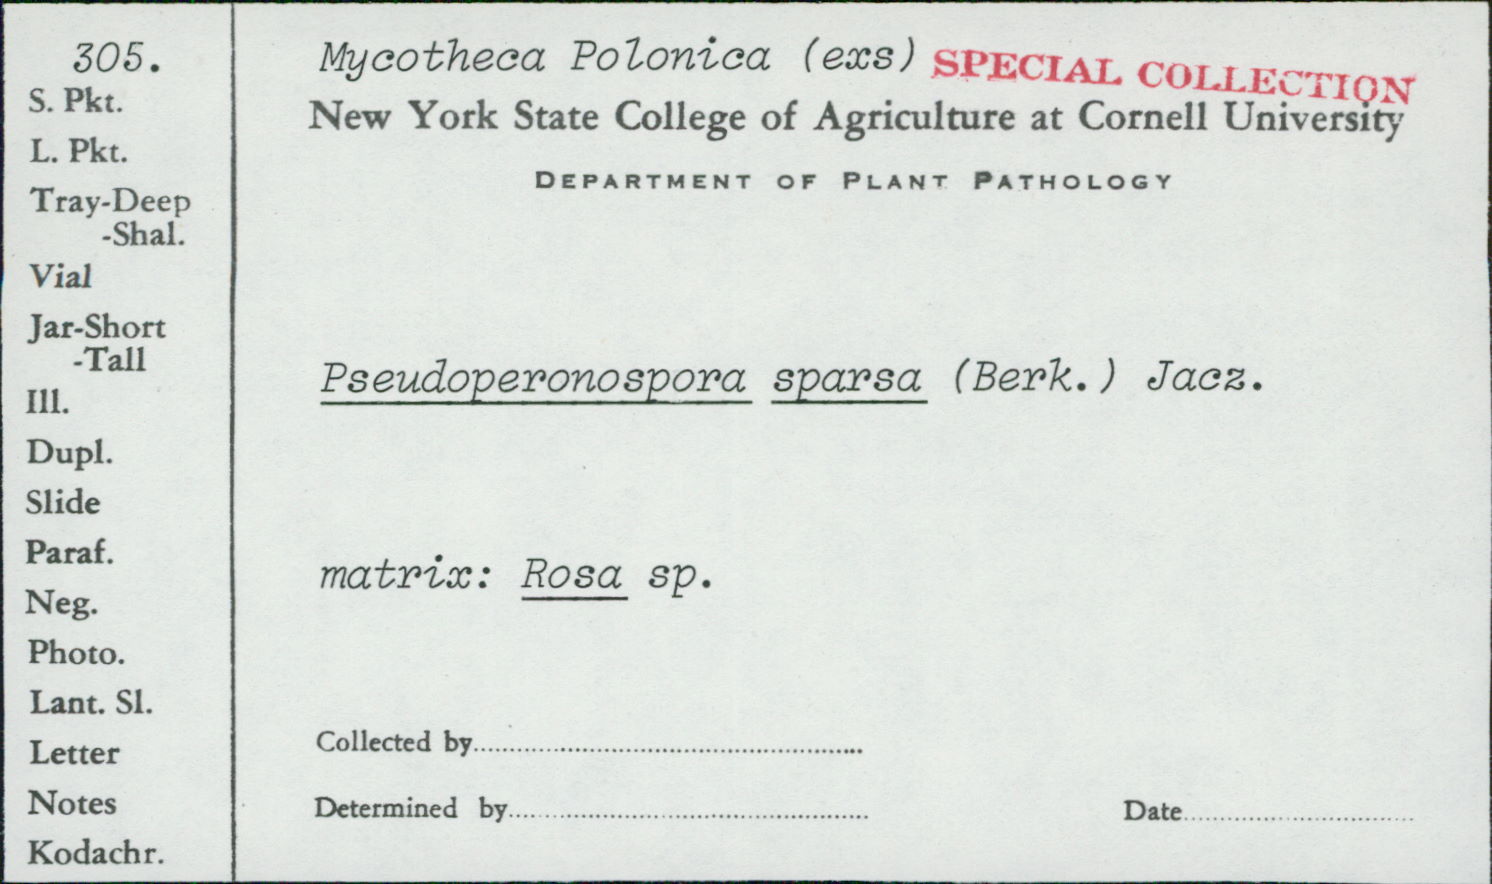 305.
S. Pkt.
L. Pkt.
Tray-Deep
-Shal.
Vial
Jar-Short
-Tall
Ill.
Dupl.
Slide
Paraf.
Neg.
Photo.
Lant. Sl.
Letter
Notes
Kodachr.
Mycotheca Polonica (exs) SPECIAL COLLECTION
New York State College of Agriculture at Cornell University
DEPARTMENT OF PLANT PATHOLOGY
Pseudoperonospora sparsa (Berk.) Jacz.
matrix: Rosa sp.
Collected by
Determined by Date